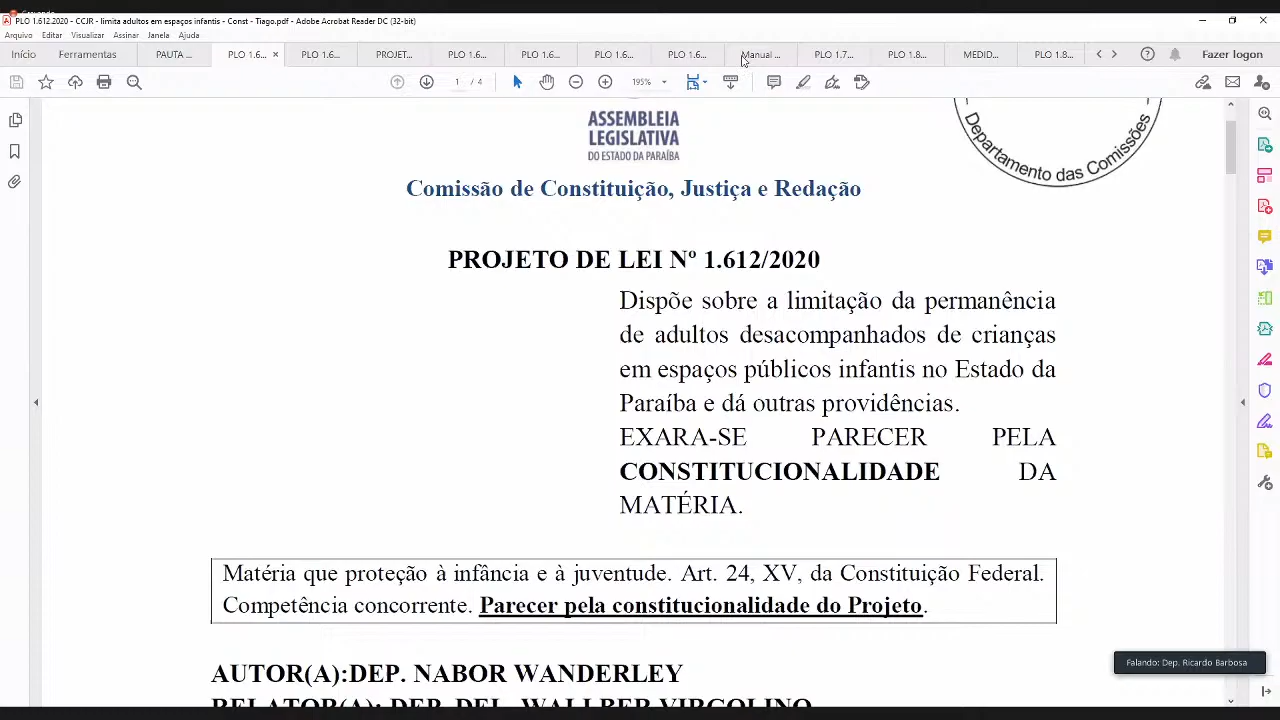 Gravando
PLO 1.612.2020 - CCJR - limita adultos em espaços infantis - Const - Tiago.pdf - Adobe Acrobat Reader DC (32-bit)
Arquivo Editar Visualizar Assinar Janela Ajuda
Início Ferramentas PAUTA ... PLO 1.6... × PLO 1.6... PROJET... PLO 1.6... PLO 1.6... PLO 1.6... PLO 1.6... Manual ... PLO 1.7... PLO 1.8... MEDID... PLO 1.8... Fazer logon
1 / 4 195%
ASSEMBLEIA
LEGISLATIVA
DO ESTADO DA PARAÍBA
Departamento das Comissões
Comissão de Constituição, Justiça e Redação
PROJETO DE LEI Nº 1.612/2020
Dispõe sobre a limitação da permanência
de adultos desacompanhados de crianças
em espaços públicos infantis no Estado da
Paraíba e dá outras providências.
EXARA-SE PARECER PELA
CONSTITUCIONALIDADE DA
MATÉRIA.
Matéria que proteção à infância e à juventude. Art. 24, XV, da Constituição Federal.
Competência concorrente. Parecer pela constitucionalidade do Projeto.
AUTOR(A):DEP. NABOR WANDERLEY
RELATOR(A): DEP. DEL. WALLBER VIRGOLINO
Falando: Dep. Ricardo Barbosa